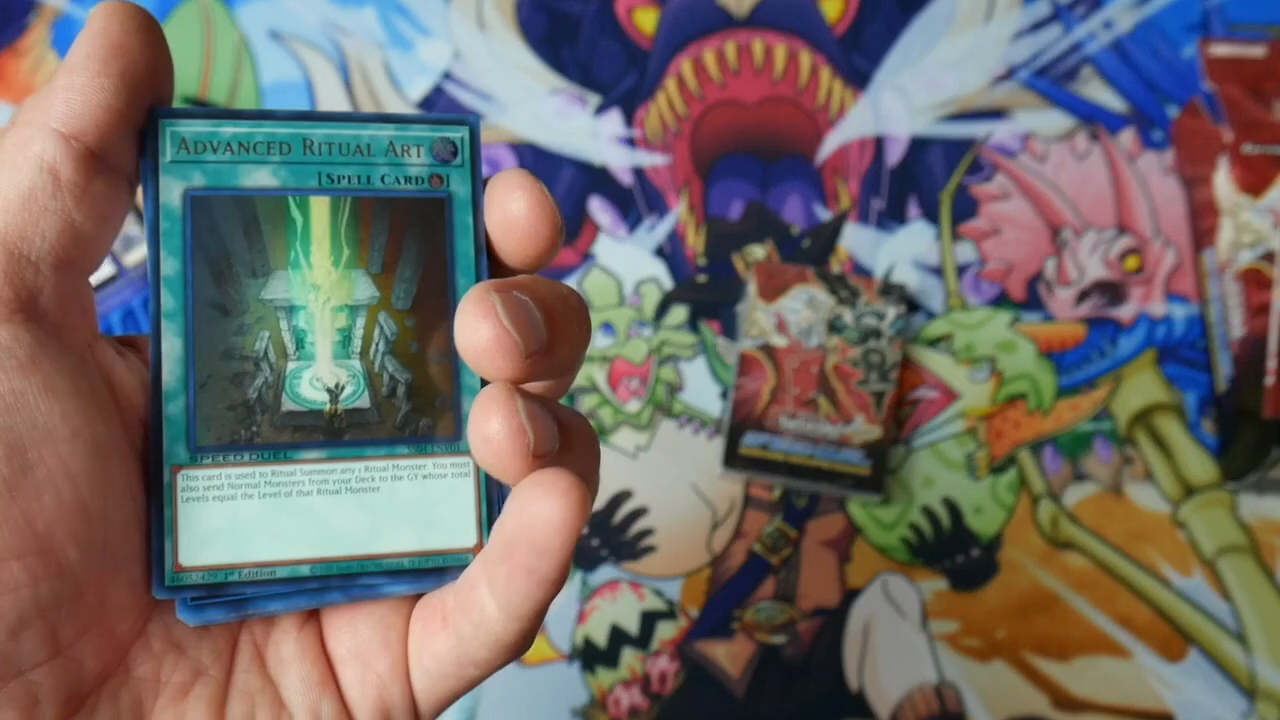 ADVANCED RITUAL ART
[SPELL CARD]
SPEED DUEL
This card is used to Ritual Summon any 1 Ritual Monster. You must
also send Normal Monsters from your Deck to the GY whose total
Levels equal the Level of that Ritual Monster.
46052429 1st Edition